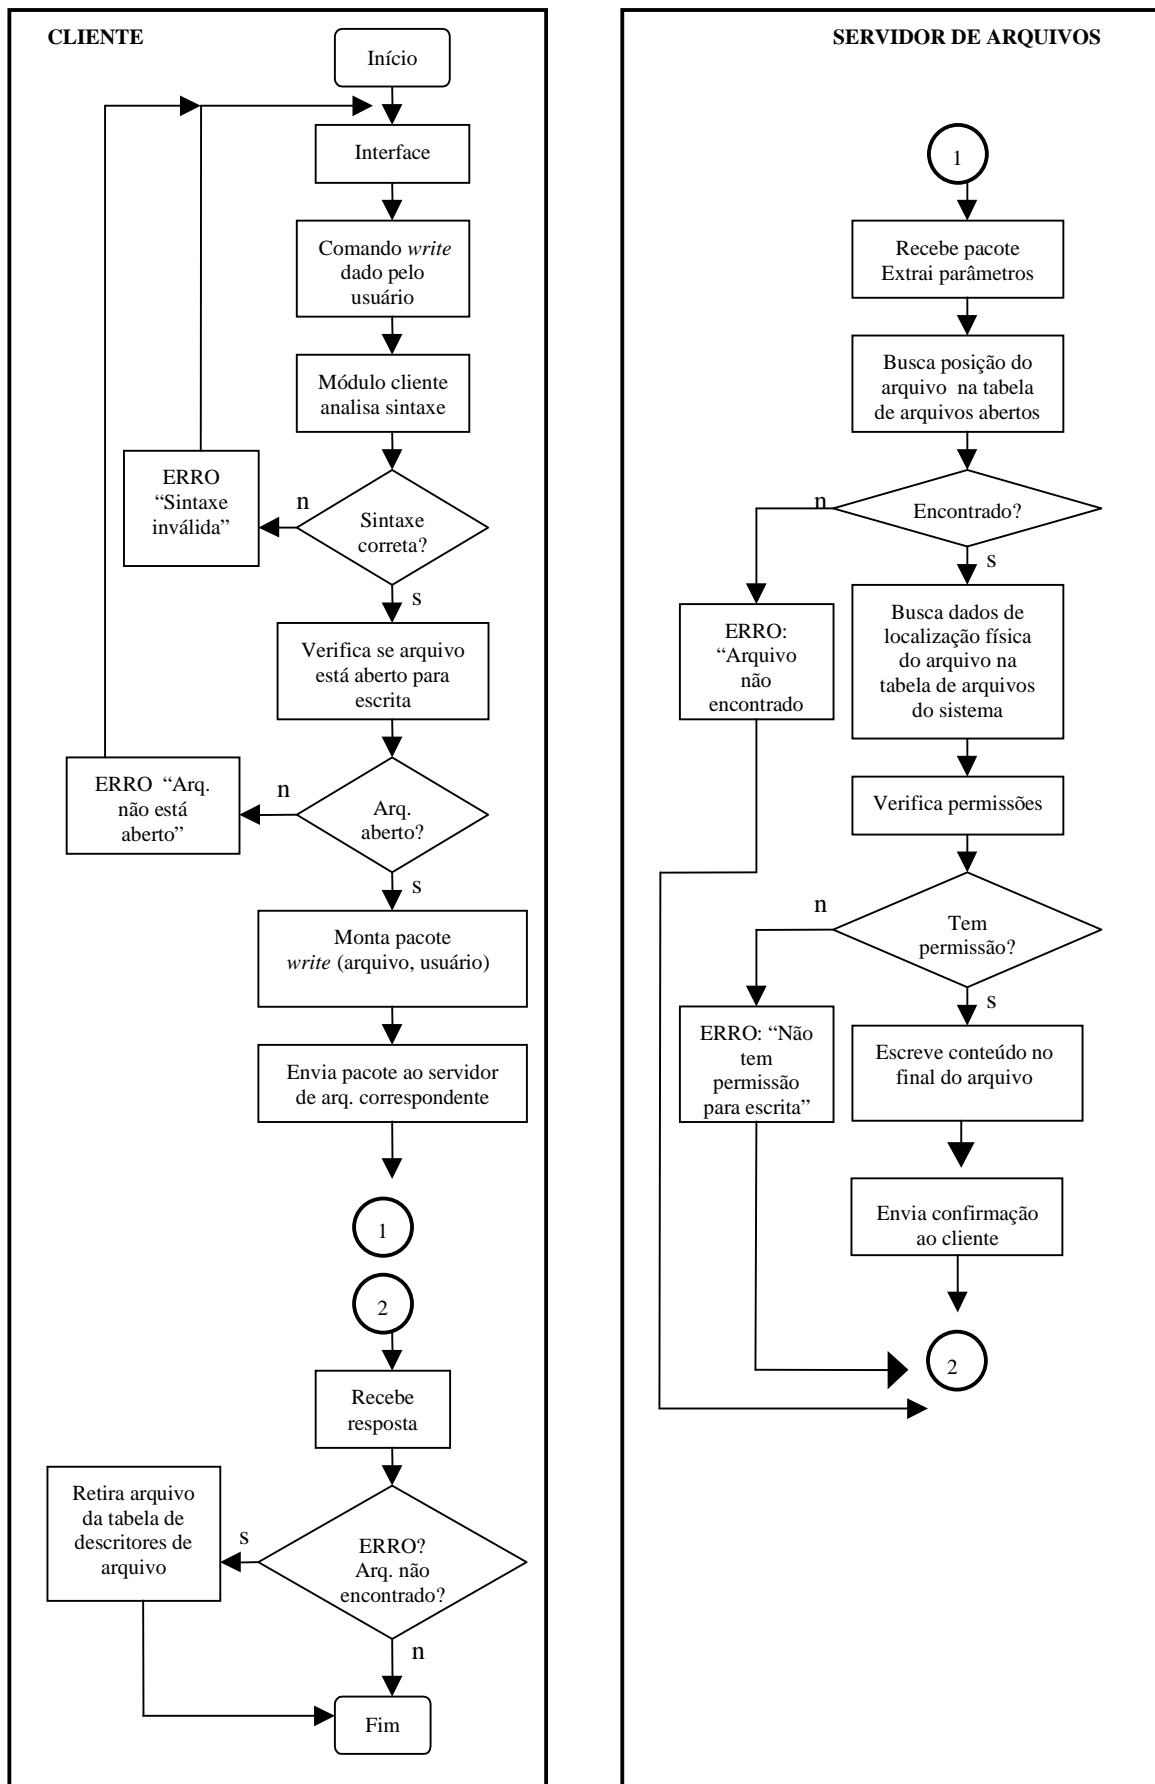 CLIENTE
Início
Interface
Comando write
dado pelo
usuário
Módulo cliente
analisa sintaxe
ERRO
“Sintaxe
inválida”
n
Sintaxe
correta?
s
Verifica se arquivo
está aberto para
escrita
ERRO “Arq.
não está
aberto”
n
Arq.
aberto?
s
Monta pacote
write (arquivo, usuário)
Envia pacote ao servidor
de arq. correspondente
1
2
Recebe
resposta
Retira arquivo
da tabela de
descritores de
arquivo
s
ERRO?
Arq. não
encontrado?
n
Fim
SERVIDOR DE ARQUIVOS
1
Recebe pacote
Extrai parâmetros
Busca posição do
arquivo na tabela
de arquivos abertos
n
Encontrado?
s
ERRO:
“Arquivo
não
encontrado
Busca dados de
localização física
do arquivo na
tabela de arquivos
do sistema
Verifica permissões
n
Tem
permissão?
s
ERRO: “Não
tem
permissão
para escrita”
Escreve conteúdo no
final do arquivo
Envia confirmação
ao cliente
2